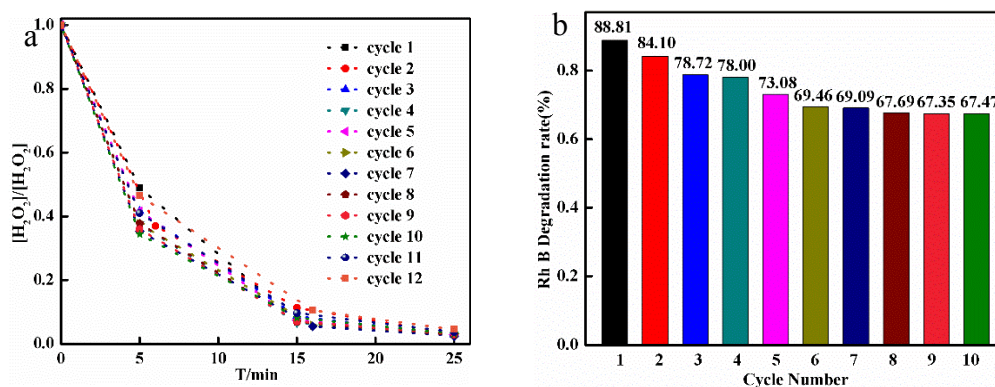 a
1.0
0.8
0.6
0.4
0.2
0.0
[H₂O₂]/[H₂O₂]
0
5
10
15
20
25
T/min
cycle 1
cycle 2
cycle 3
cycle 4
cycle 5
cycle 6
cycle 7
cycle 8
cycle 9
cycle 10
cycle 11
cycle 12
b
88.81
84.10
78.72
78.00
73.08
69.46
69.09
67.69
67.35
67.47
0.8
0.6
0.4
0.2
0.0
Rh B Degradation rate(%)
1 2 3 4 5 6 7 8 9 10
Cycle Number